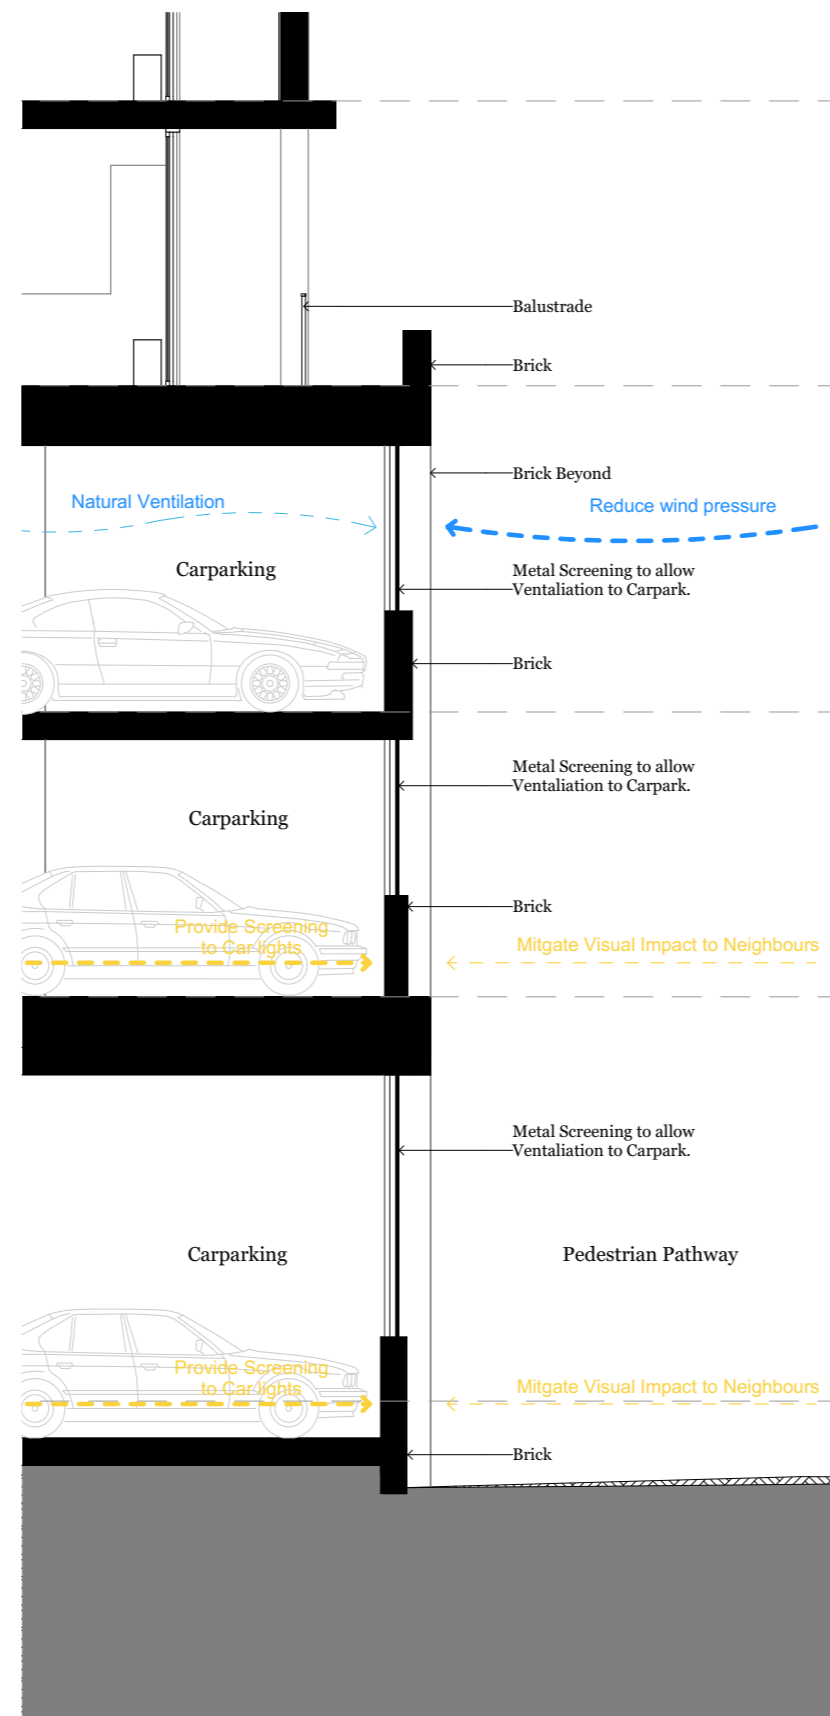 Balustrade
Brick
Brick Beyond
Natural Ventilation
Reduce wind pressure
Carparking
Metal Screening to allow
Ventaliation to Carpark.
Brick
Metal Screening to allow
Ventaliation to Carpark.
Carparking
Brick
Provide Screening
to Car lights
Mitgate Visual Impact to Neighbours
Metal Screening to allow
Ventaliation to Carpark.
Carparking
Pedestrian Pathway
Provide Screening
to Car lights
Mitgate Visual Impact to Neighbours
Brick